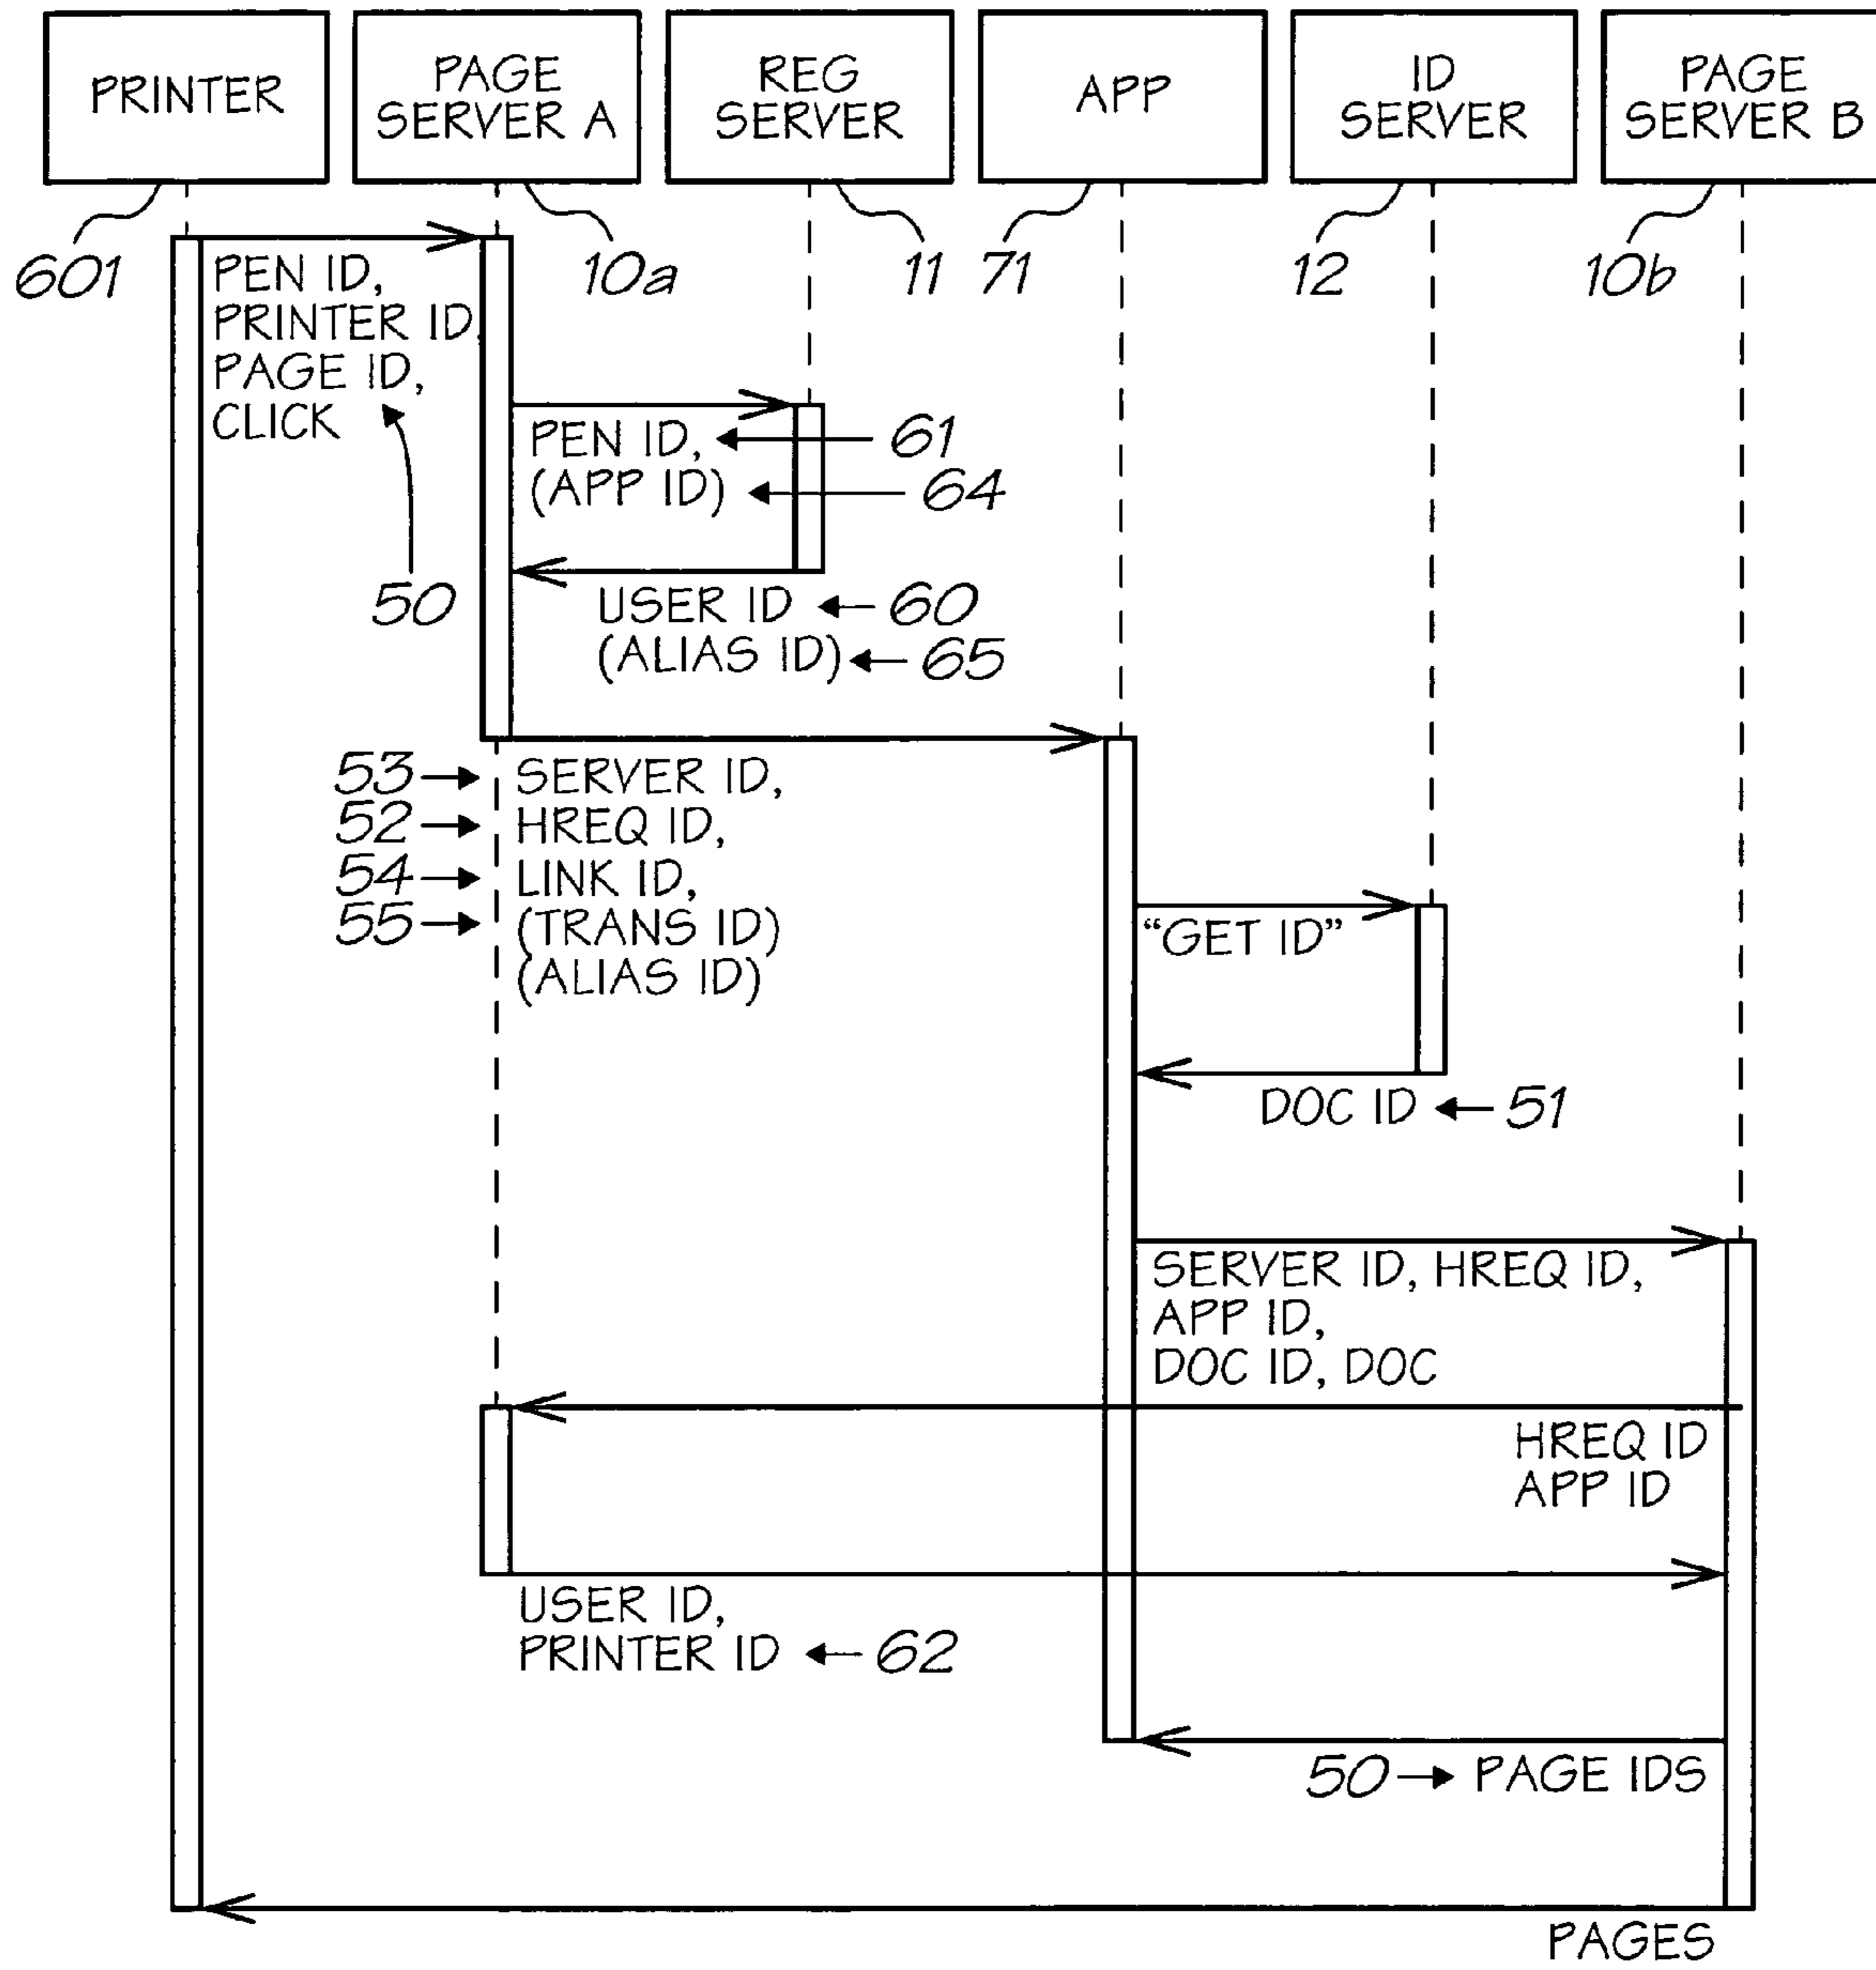 PRINTER
PAGE
SERVER A
REG
SERVER
APP
ID
SERVER
PAGE
SERVER B
601
10a
11
71
12
10b
PEN ID,
PRINTER ID
PAGE ID,
CLICK
50
PEN ID, 61
(APP ID) 64
USER ID 60
(ALIAS ID) 65
53 SERVER ID,
52 HREQ ID,
54 LINK ID,
55 (TRANS ID)
(ALIAS ID)
“GET ID”
DOC ID 51
SERVER ID, HREQ ID,
APP ID,
DOC ID, DOC
HREQ ID
APP ID
USER ID,
PRINTER ID 62
50 PAGE IDS
PAGES